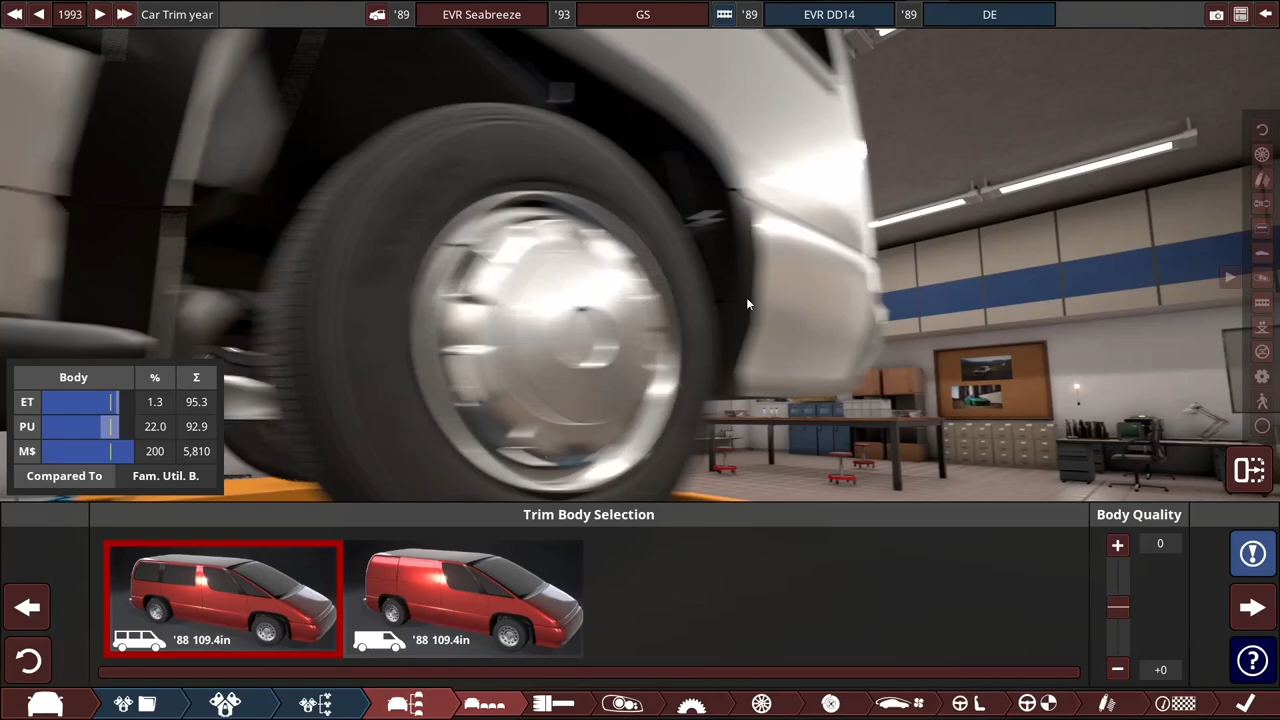 1993 Car Trim year '89 EVR Seabreeze '93 GS '89 EVR DD14 '89 DE
Body % Σ
ET 1.3 95.3
PU 22.0 92.9
M$ 200 5,810
Compared To Fam. Util. B.
Trim Body Selection
Body Quality
+ 0
'88 109.4in
'88 109.4in
- +0